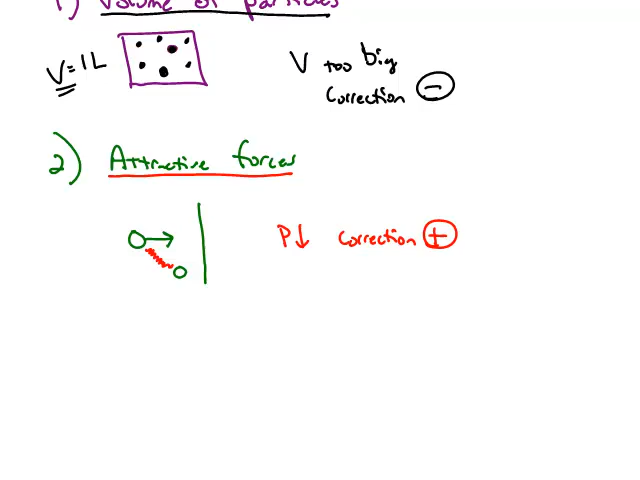 1) Volume of particles
V=1L
V too big
correction ⊖
2) Attractive forces
P↓ correction ⊕